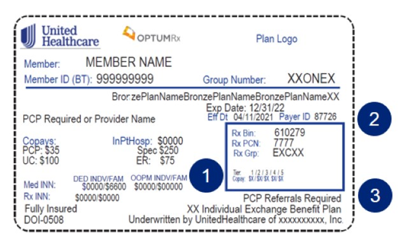 United Healthcare OPTUMRx Plan Logo
Member: MEMBER NAME
Member ID (BT): 999999999 Group Number: XXONEX
BronzePlanNameBronzePlanNameBronzePlanNameXX
Exp Date: 12/31/22
PCP Required or Provider Name Eff Dt 04/11/2021 Payer ID 87726
2
Copays: InPtHosp: $0000 Rx Bin: 610279
PCP: $35 Spec $250 Rx PCN: 7777
UC: $100 ER: $75 Rx Grp: EXCXX
1
Tier 1/2/3/4/5
Copay $X/$X/$X $X/$X
DED INDV/FAM OOPM INDV/FAM
Med INN: $0000/$6600 $0000/$00000
Rx INN: $0000/$0000 PCP Referrals Required
3
Fully Insured XX Individual Exchange Benefit Plan
DOI-0508 Underwritten by UnitedHealthcare of xxxxxxxxx, Inc.